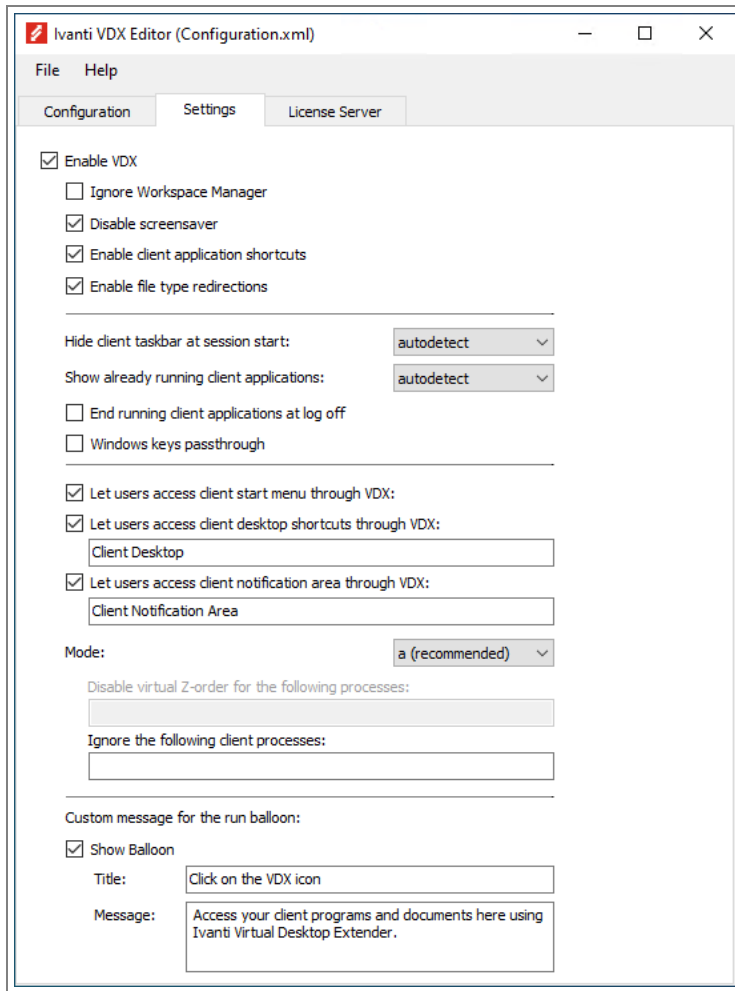 Ivanti VDX Editor (Configuration.xml)
File Help
Configuration Settings License Server
Enable VDX
Ignore Workspace Manager
Disable screensaver
Enable client application shortcuts
Enable file type redirections
Hide client taskbar at session start: autodetect
Show already running client applications: autodetect
End running client applications at log off
Windows keys passthrough
Let users access client start menu through VDX:
Let users access client desktop shortcuts through VDX:
Client Desktop
Let users access client notification area through VDX:
Client Notification Area
Mode: a (recommended)
Disable virtual Z-order for the following processes:
Ignore the following client processes:
Custom message for the run balloon:
Show Balloon
Title: Click on the VDX icon
Message: Access your client programs and documents here using
Ivanti Virtual Desktop Extender.